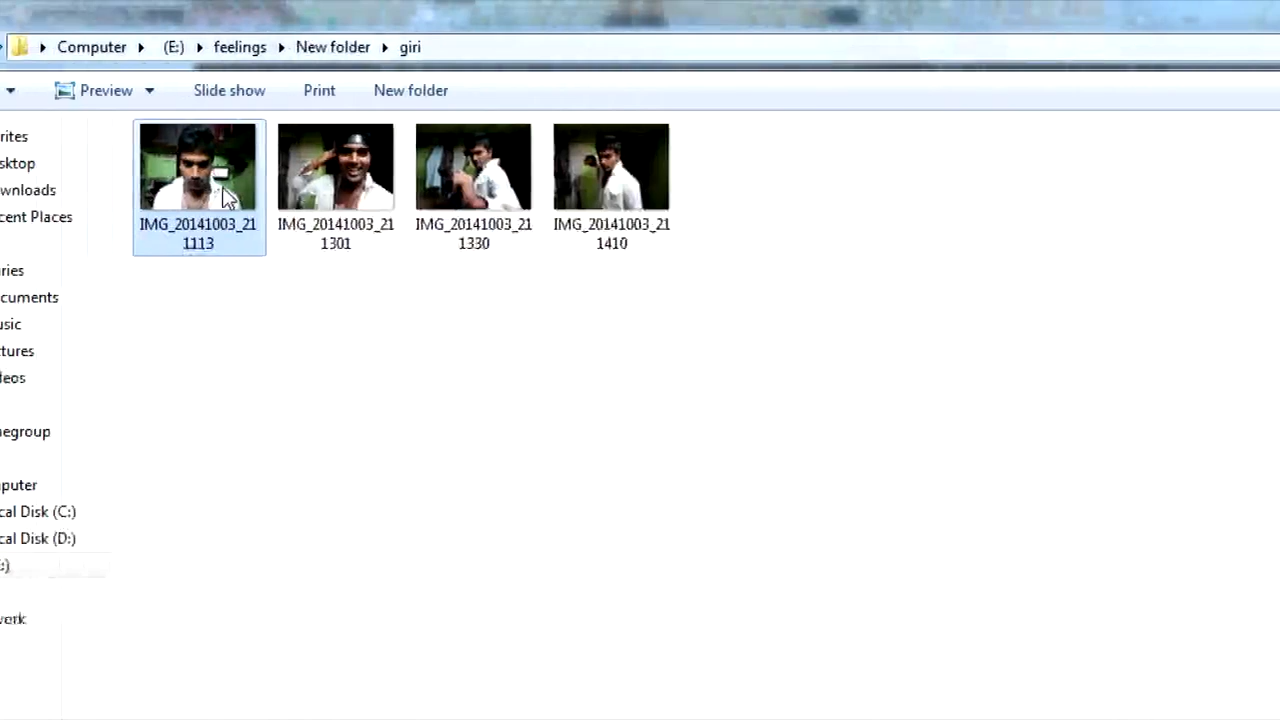 Computer (E:) feelings New folder giri
Preview Slide show Print New folder
rites
sktop
wnloads
cent Places
ries
cuments
usic
tures
deos
negroup
puter
cal Disk (C:)
cal Disk (D:)
:)
work
IMG_20141003_21
1113
IMG_20141003_21
1301
IMG_20141003_21
1330
IMG_20141003_21
1410